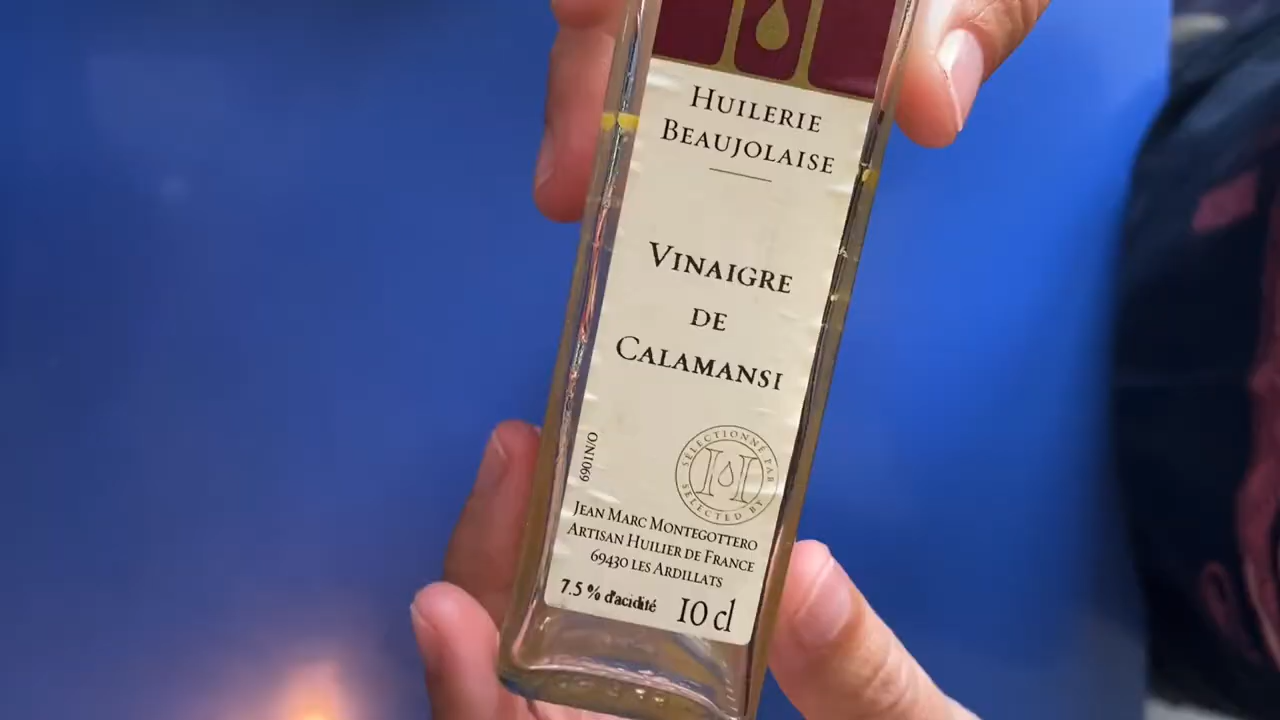 HUILERIE
BEAUJOLAISE
VINAIGRE
DE
CALAMANSI
6901N/O
SÉLECTIONNÉ PAR
H
SELECTED BY
JEAN MARC MONTEGOTTERO
ARTISAN HUILIER DE FRANCE
69430 LES ARDILLATS
7.5 % d'acidité 10 cl